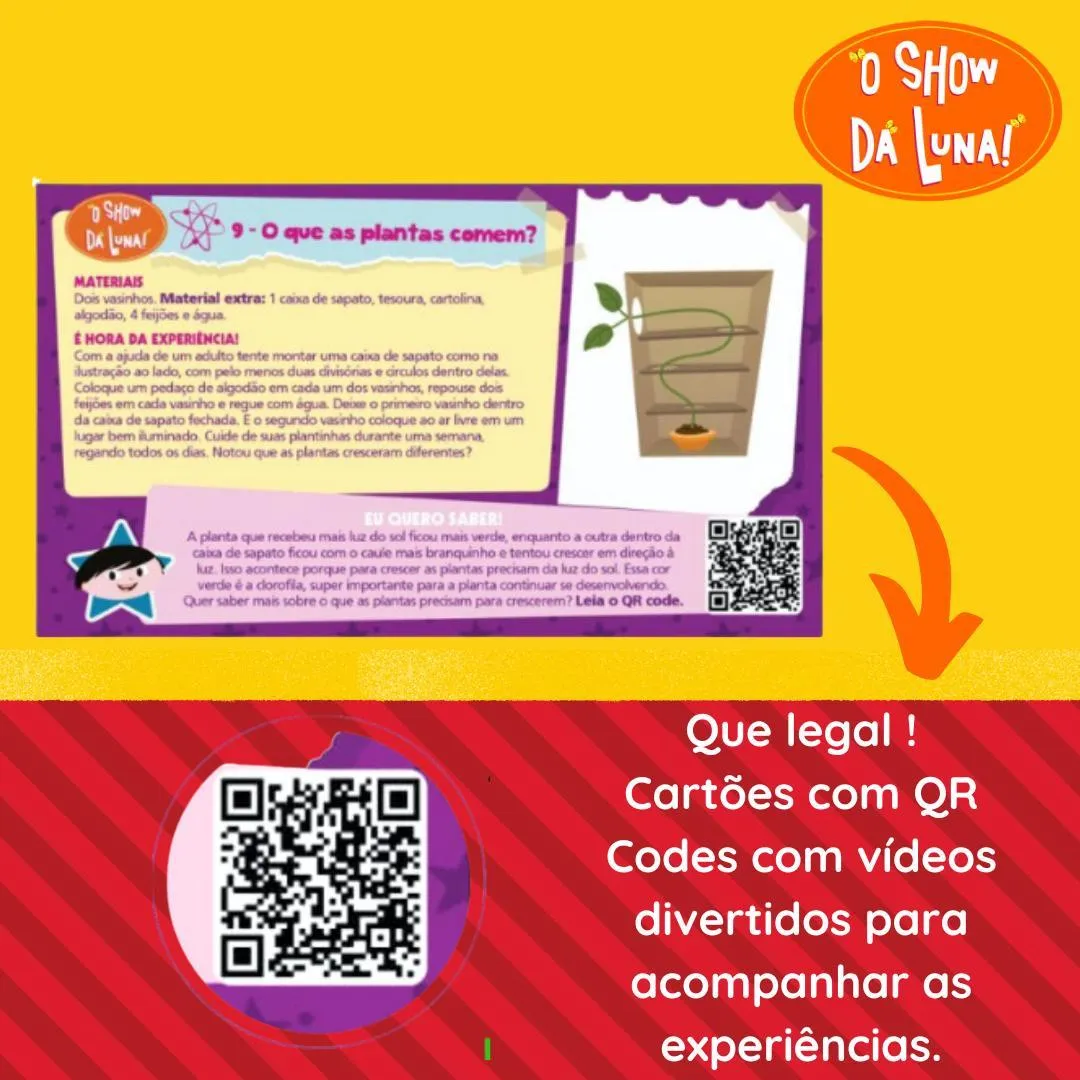 O SHOW
DA LUNA!
O SHOW
DA LUNA!
9 - O que as plantas comem?
MATERIAIS
Dois vasinhos. Material extra: 1 caixa de sapato, tesoura, cartolina,
algodão, 4 feijões e água.
É HORA DA EXPERIÊNCIA!
Com a ajuda de um adulto tente montar uma caixa de sapato como na
ilustração ao lado, com pelo menos duas divisórias e círculos dentro delas.
Coloque um pedaço de algodão em cada um dos vasinhos, repouse dois
feijões em cada vasinho e regue com água. Deixe o primeiro vasinho dentro
da caixa de sapato fechada. E o segundo vasinho coloque ao ar livre em um
lugar bem iluminado. Cuide de suas plantinhas durante uma semana,
regando todos os dias. Notou que as plantas cresceram diferentes?
EU QUERO SABER!
A planta que recebeu mais luz do sol ficou mais verde, enquanto a outra dentro da
caixa de sapato ficou com o caule mais branquinho e tentou crescer em direção à
luz. Isso acontece porque para crescer as plantas precisam da luz do sol. Essa cor
verde é a clorofila, super importante para a planta continuar se desenvolvendo.
Quer saber mais sobre o que as plantas precisam para crescerem? Leia o QR code.
Que legal !
Cartões com QR
Codes com vídeos
divertidos para
acompanhar as
experiências.